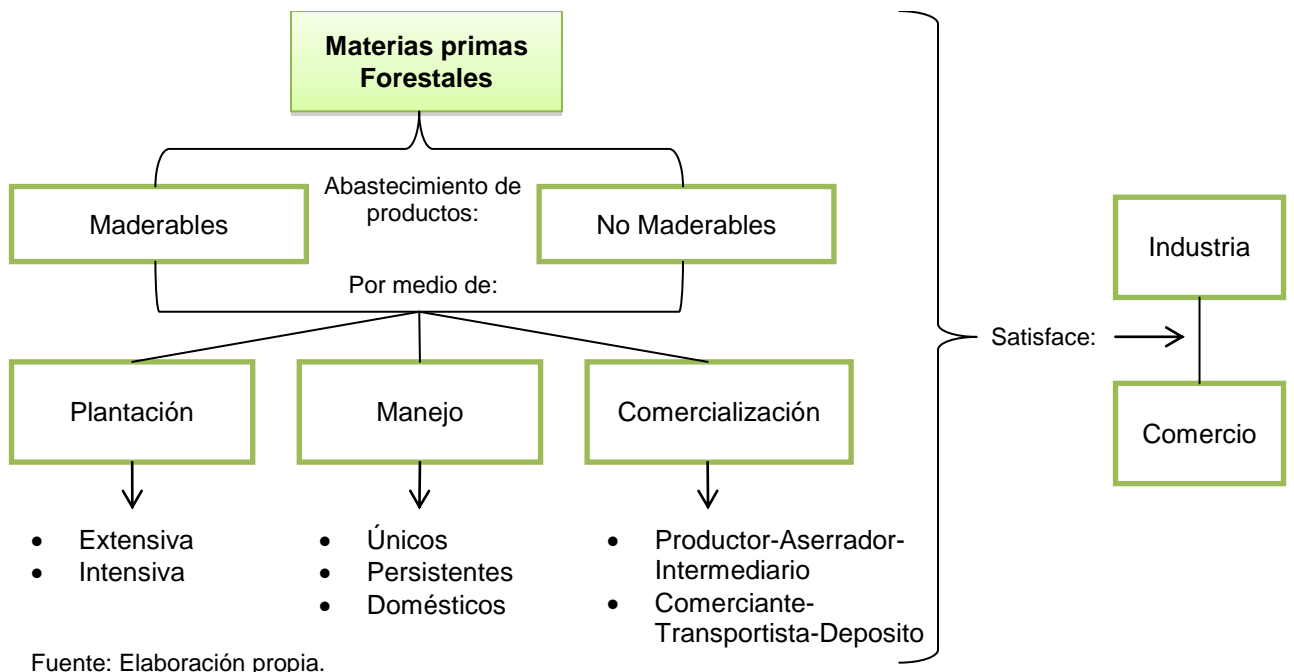 Materias primas
Forestales
Abastecimiento de
productos:
Maderables
No Maderables
Por medio de:
Plantación
Manejo
Comercialización
• Extensiva
• Intensiva
• Únicos
• Persistentes
• Domésticos
• Productor-Aserrador-
Intermediario
• Comerciante-
Transportista-Deposito
Satisface:
Industria
Comercio
Fuente: Elaboración propia.